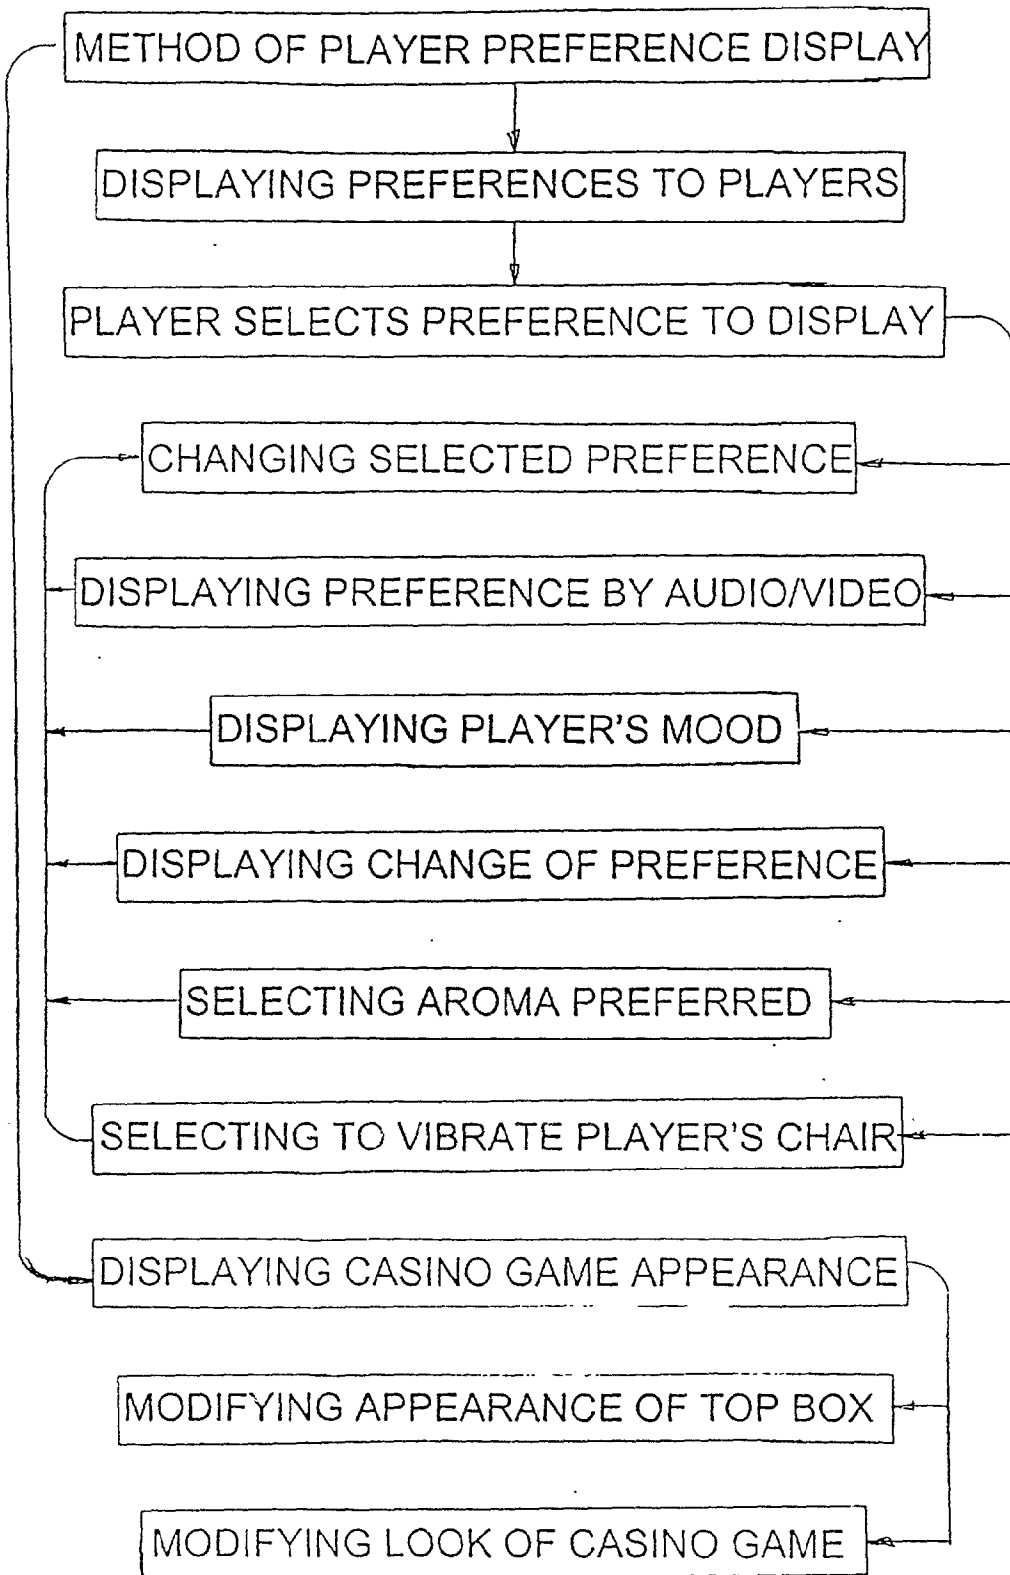 METHOD OF PLAYER PREFERENCE DISPLAY
DISPLAYING PREFERENCES TO PLAYERS
PLAYER SELECTS PREFERENCE TO DISPLAY
CHANGING SELECTED PREFERENCE
DISPLAYING PREFERENCE BY AUDIO/VIDEO
DISPLAYING PLAYER'S MOOD
DISPLAYING CHANGE OF PREFERENCE
SELECTING AROMA PREFERRED
SELECTING TO VIBRATE PLAYER'S CHAIR
DISPLAYING CASINO GAME APPEARANCE
MODIFYING APPEARANCE OF TOP BOX
MODIFYING LOOK OF CASINO GAME